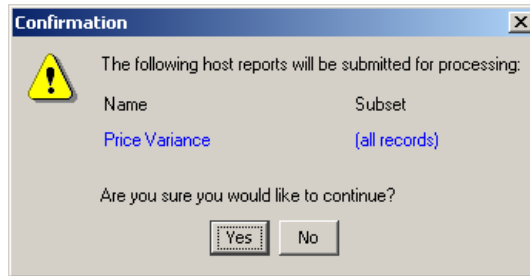 Confirmation
The following host reports will be submitted for processing:
Name Subset
Price Variance (all records)
Are you sure you would like to continue?
Yes No